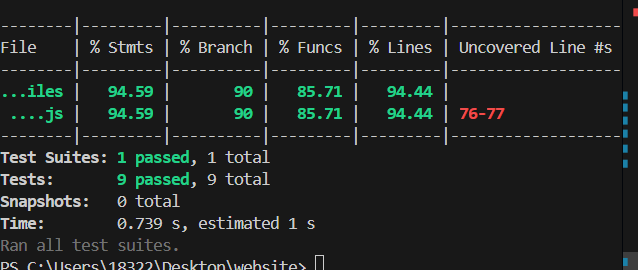 --------|---------|----------|---------|---------|-------------------
File    | % Stmts | % Branch | % Funcs | % Lines | Uncovered Line #s
--------|---------|----------|---------|---------|-------------------
...iles |   94.59 |       90 |   85.71 |   94.44 |
 ....js |   94.59 |       90 |   85.71 |   94.44 | 76-77
--------|---------|----------|---------|---------|-------------------
Test Suites: 1 passed, 1 total
Tests:       9 passed, 9 total
Snapshots:   0 total
Time:        0.739 s, estimated 1 s
Ran all test suites.
PS C:\Users\18322\Desktop\website>